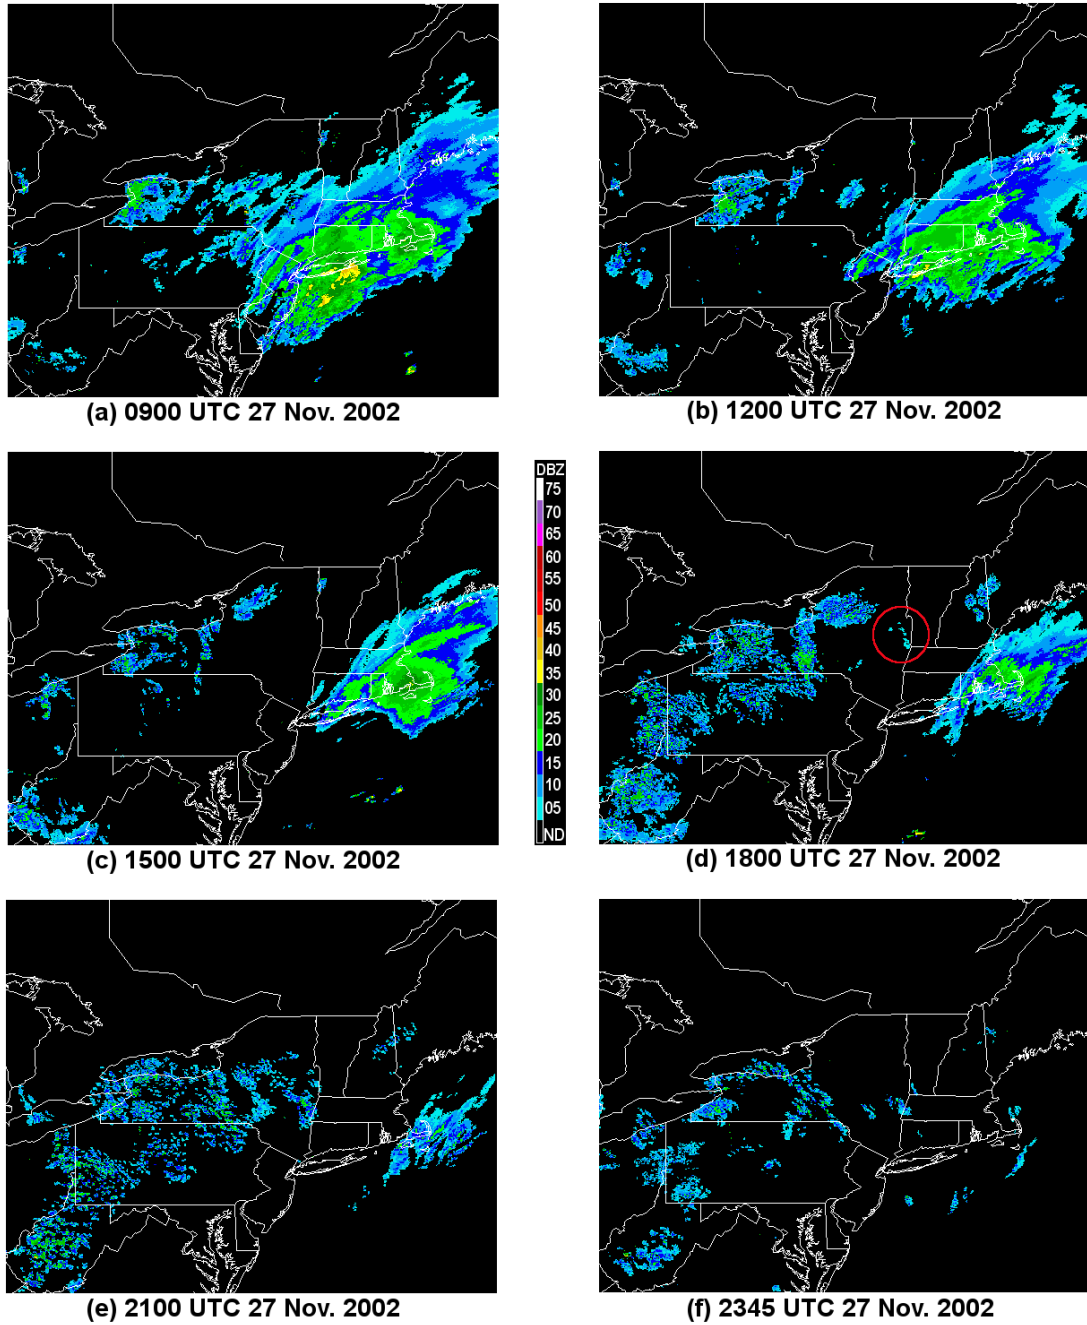 (a) 0900 UTC 27 Nov. 2002
(b) 1200 UTC 27 Nov. 2002
DBZ
75
70
65
60
55
50
45
40
35
30
25
20
15
10
05
ND
(c) 1500 UTC 27 Nov. 2002
(d) 1800 UTC 27 Nov. 2002
(e) 2100 UTC 27 Nov. 2002
(f) 2345 UTC 27 Nov. 2002